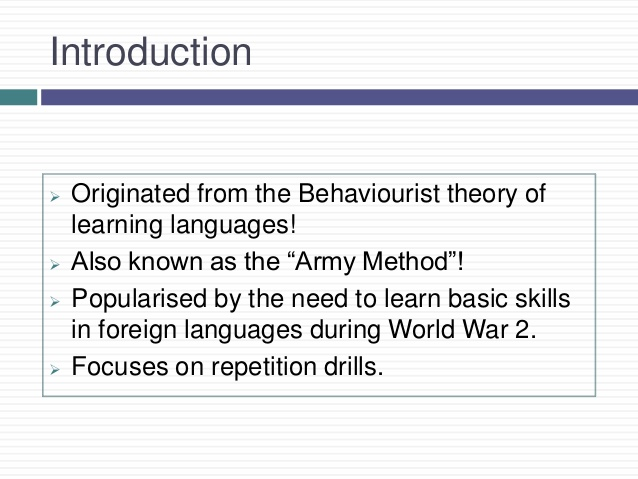 Introduction
Originated from the Behaviourist theory of
learning languages!
Also known as the “Army Method”!
Popularised by the need to learn basic skills
in foreign languages during World War 2.
Focuses on repetition drills.